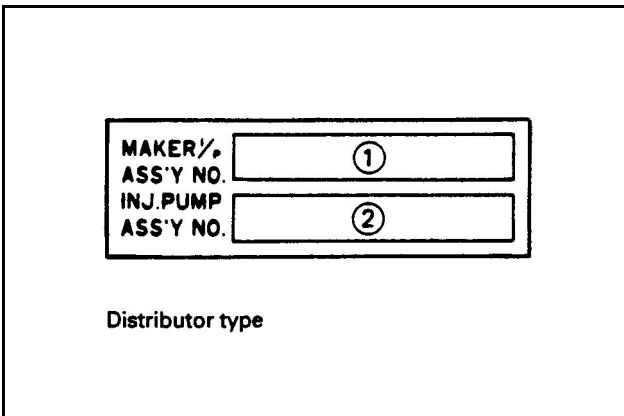 MAKER I/P ①
ASS'Y NO.
INJ.PUMP ②
ASS'Y NO.
Distributor type